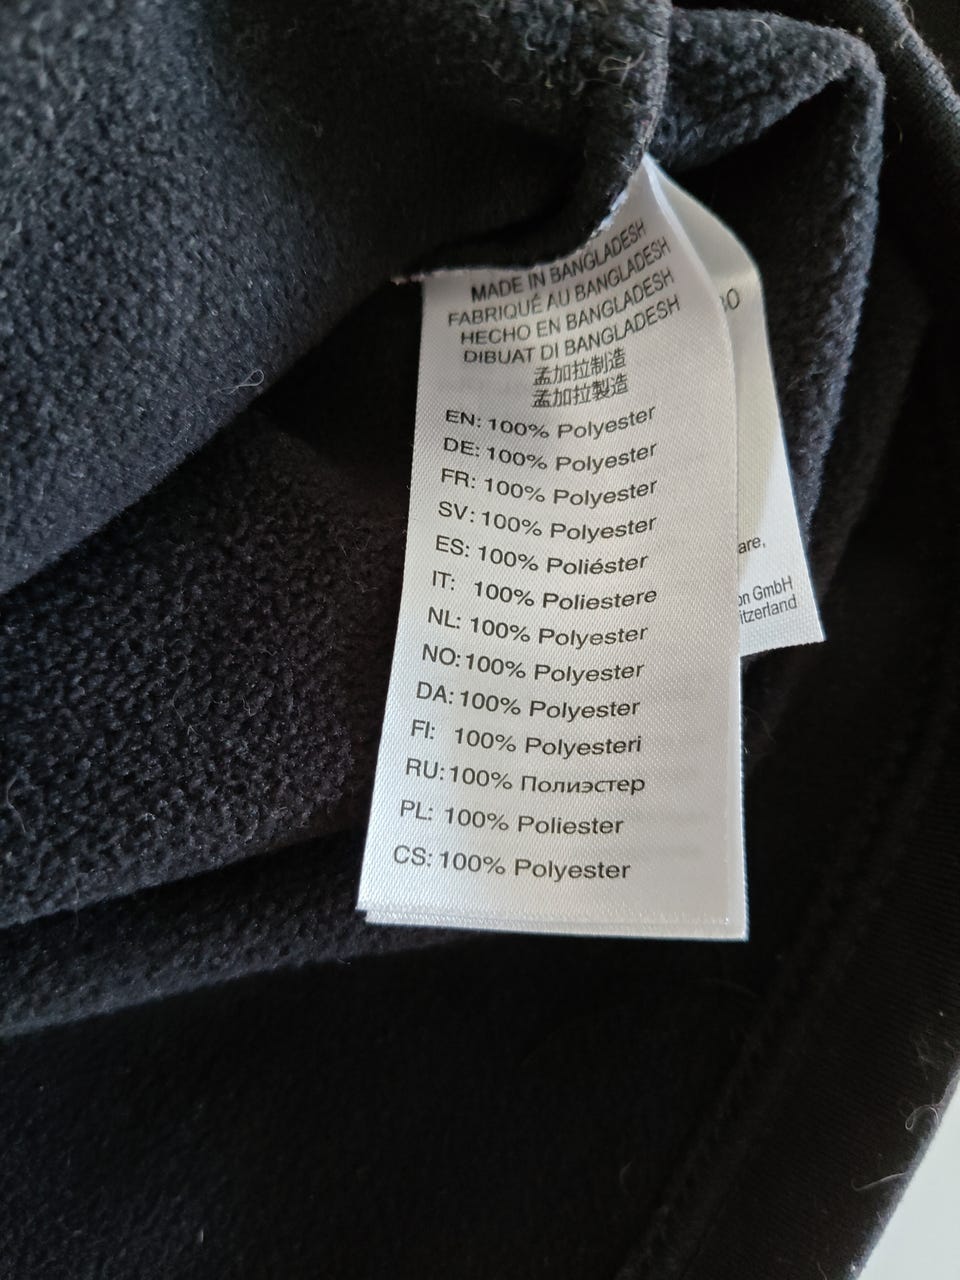 MADE IN BANGLADESH
FABRIQUÉ AU BANGLADESH
HECHO EN BANGLADESH
DIBUAT DI BANGLADESH
孟加拉制造
孟加拉製造
EN: 100% Polyester
DE: 100% Polyester
FR: 100% Polyester
SV: 100% Polyester
ES: 100% Poliéster
IT: 100% Poliestere
NL: 100% Polyester
NO: 100% Polyester
DA: 100% Polyester
FI: 100% Polyesteri
RU: 100% Полиэстер
PL: 100% Poliester
CS: 100% Polyester
GmbH